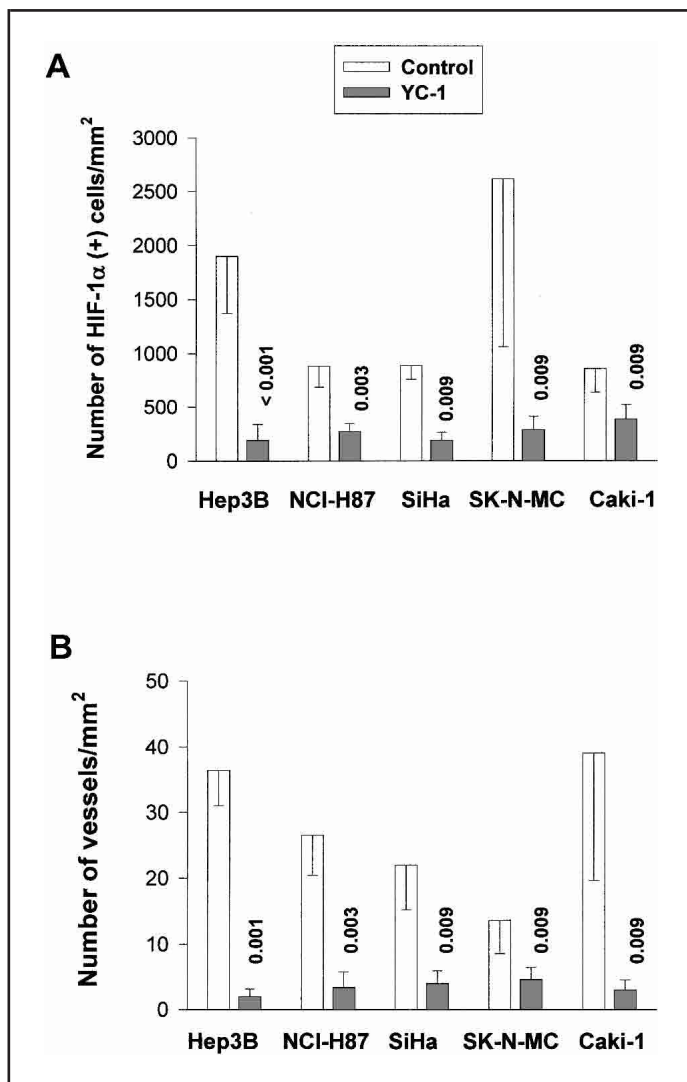 A
Control
YC-1
Number of HIF-1α (+) cells/mm²
3000
2500
2000
1500
1000
500
0
< 0.001
0.003
0.009
0.009
0.009
Hep3B NCI-H87 SiHa SK-N-MC Caki-1
B
Number of vessels/mm²
50
40
30
20
10
0
0.001
0.003
0.009
0.009
0.009
Hep3B NCI-H87 SiHa SK-N-MC Caki-1